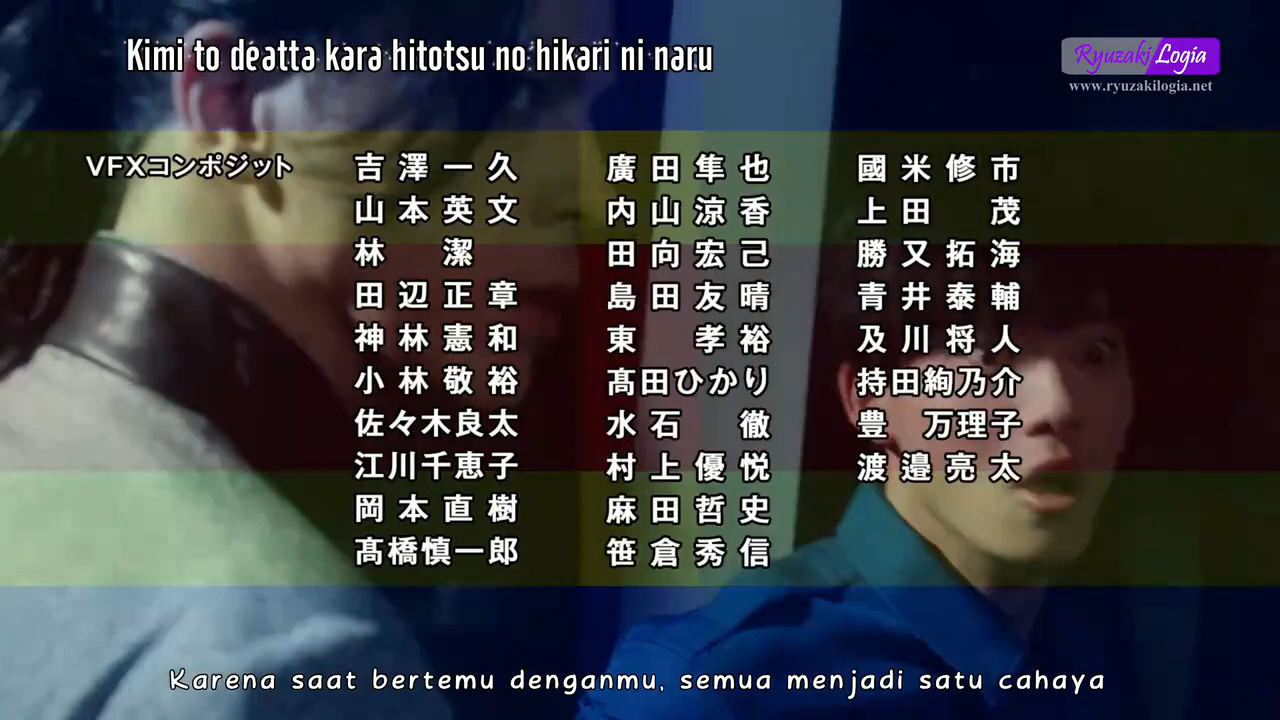 Kimi to deatta kara hitotsu no hikari ni naru
Ryuzaki Logia
www.ryuzakilogia.net
VFXコンポジット 吉澤一久 廣田隼也 國米修市
山本英文 内山涼香 上田 茂
林 潔 田向宏己 勝又拓海
田辺正章 島田友晴 青井泰輔
神林憲和 東 孝裕 及川将人
小林敬裕 髙田ひかり 持田絢乃介
佐々木良太 水石 徹 豊 万理子
江川千恵子 村上優悦 渡邉亮太
岡本直樹 麻田哲史
髙橋慎一郎 笹倉秀信
Karena saat bertemu denganmu, semua menjadi satu cahaya